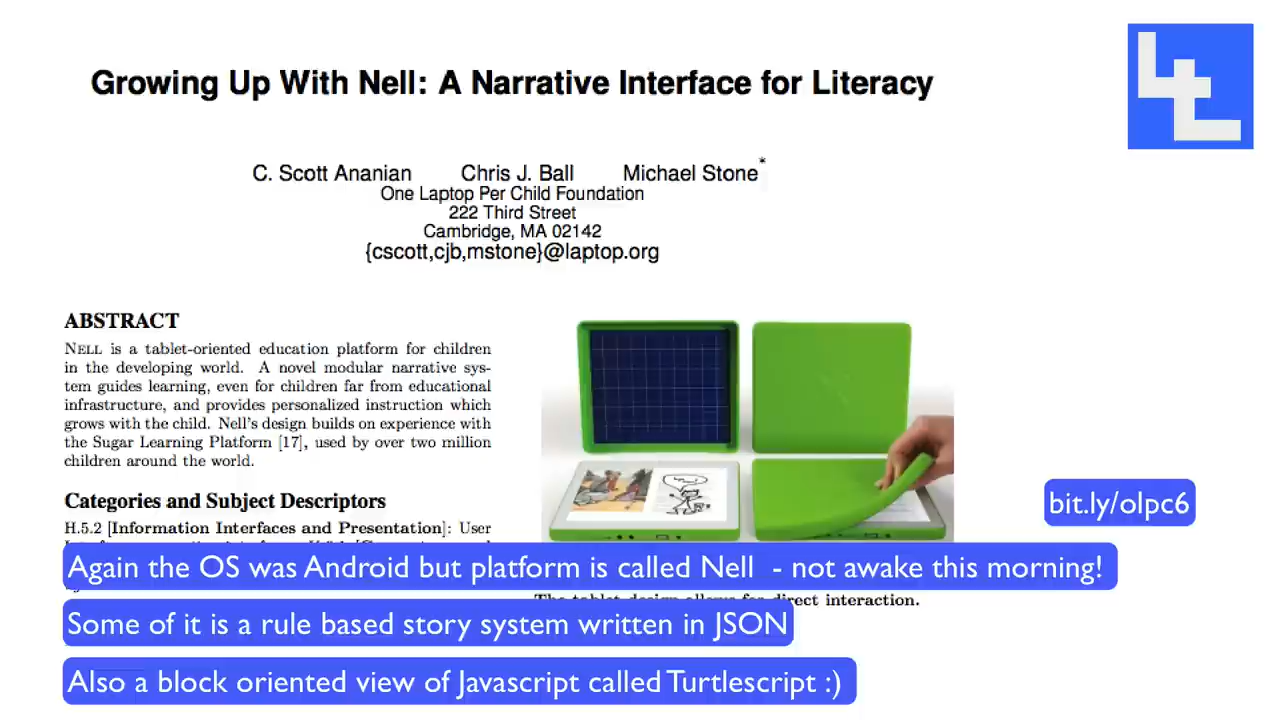 Growing Up With Nell: A Narrative Interface for Literacy
C. Scott Ananian Chris J. Ball Michael Stone*
One Laptop Per Child Foundation
222 Third Street
Cambridge, MA 02142
{cscott,cjb,mstone}@laptop.org
ABSTRACT
NELL is a tablet-oriented education platform for children
in the developing world. A novel modular narrative sys-
tem guides learning, even for children far from educational
infrastructure, and provides personalized instruction which
grows with the child. Nell's design builds on experience with
the Sugar Learning Platform [17], used by over two million
children around the world.
Categories and Subject Descriptors
H.5.2 [Information Interfaces and Presentation]: User
bit.ly/olpc6
Again the OS was Android but platform is called Nell - not awake this morning!
The tablet design allows for direct interaction.
Some of it is a rule based story system written in JSON
Also a block oriented view of Javascript called Turtlescript :)